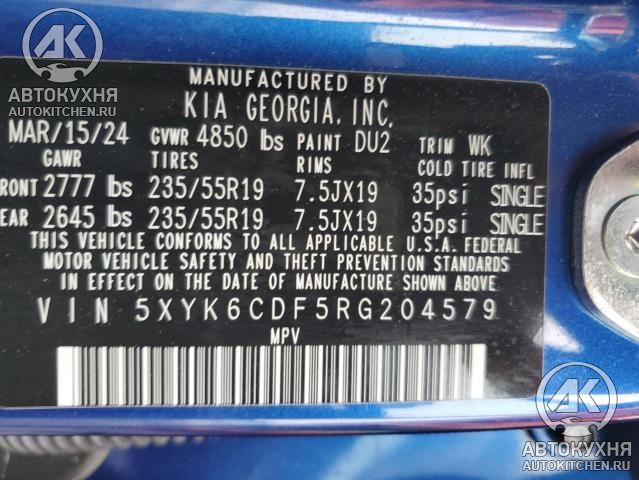 AK
АВТОКУХНЯ
AUTOKITCHEN.RU
MANUFACTURED BY
KIA GEORGIA, INC.
MAR/15/24 GVWR 4850 lbs PAINT DU2 TRIM WK
GAWR TIRES RIMS COLD TIRE INFL
FRONT 2777 lbs 235/55R19 7.5JX19 35psi SINGLE
EAR 2645 lbs 235/55R19 7.5JX19 35psi SINGLE
THIS VEHICLE CONFORMS TO ALL APPLICABLE U.S.A. FEDERAL
MOTOR VEHICLE SAFETY AND THEFT PREVENTION STANDARDS
IN EFFECT ON THE DATE OF MANUFACTURE SHOWN ABOVE.
VIN 5XYK6CDF5RG204579
MPV
AK
АВТОКУХНЯ
AUTOKITCHEN.RU